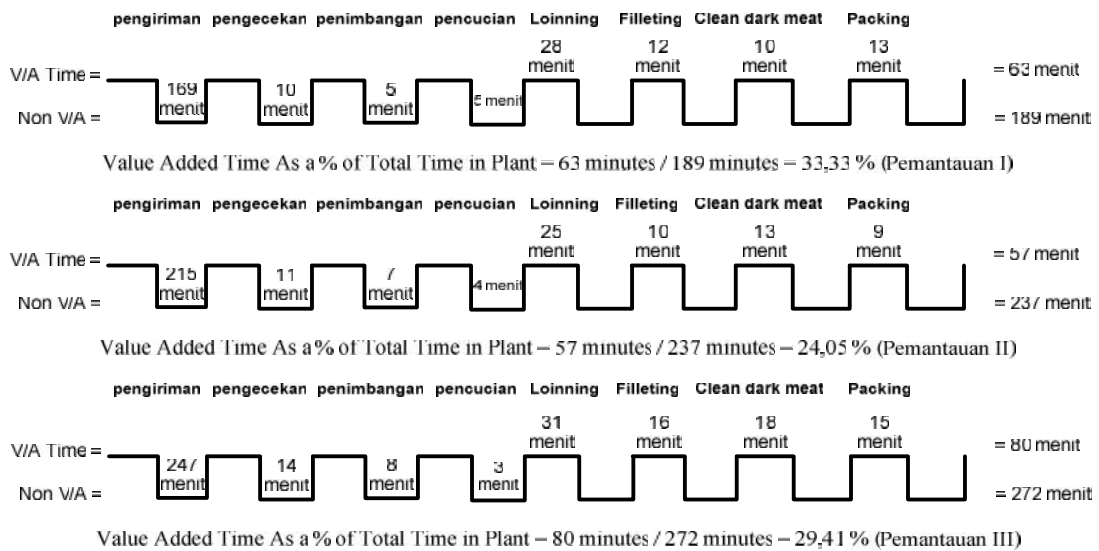 pengiriman pengecekan penimbangan pencucian Loinning Filleting Clean dark meat Packing
28 menit 12 menit 10 menit 13 menit
V/A Time = = 63 menit
169 menit 10 menit 5 menit 5 menit
Non V/A = = 189 menit
Value Added Time As a % of Total Time in Plant = 63 minutes / 189 minutes = 33,33 % (Pemantauan I)
pengiriman pengecekan penimbangan pencucian Loinning Filleting Clean dark meat Packing
25 menit 10 menit 13 menit 9 menit
V/A Time = = 57 menit
215 menit 11 menit 7 menit 4 menit
Non V/A = = 237 menit
Value Added Time As a % of Total Time in Plant = 57 minutes / 237 minutes = 24,05 % (Pemantauan II)
pengiriman pengecekan penimbangan pencucian Loinning Filleting Clean dark meat Packing
31 menit 16 menit 18 menit 15 menit
V/A Time = = 80 menit
247 menit 14 menit 8 menit 3 menit
Non V/A = = 272 menit
Value Added Time As a % of Total Time in Plant = 80 minutes / 272 minutes = 29,41 % (Pemantauan III)